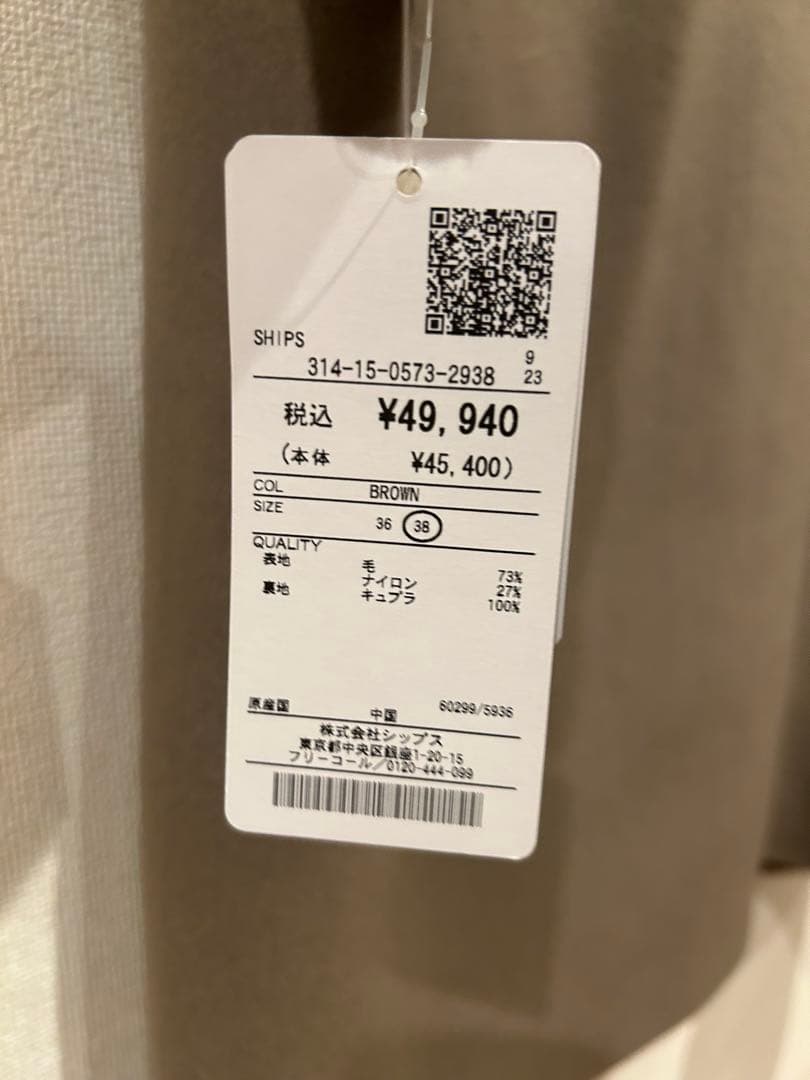 SHIPS
314-15-0573-2938
9
23
税込 ¥49,940
(本体 ¥45,400)
COL BROWN
SIZE
36 38
QUALITY
表地 毛 73%
ナイロン 27%
裏地 キュプラ 100%
原産国 中国 60299/5936
株式会社シップス
東京都中央区銀座1-20-15
フリーコール/0120-444-099